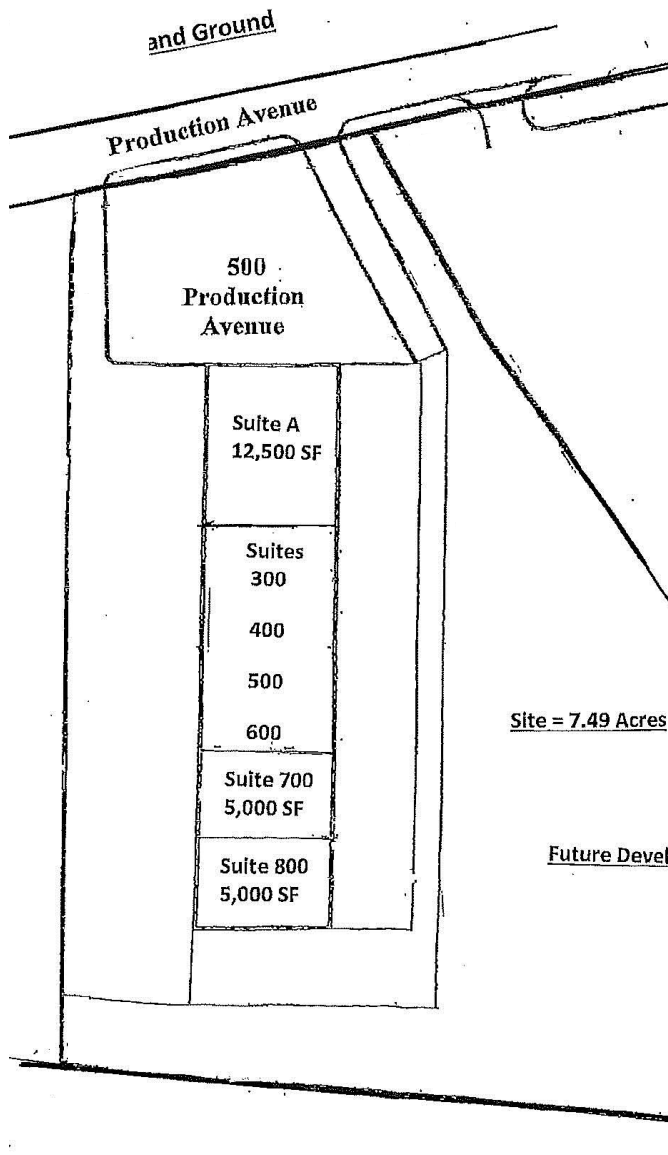 and Ground
Production Avenue
500
Production
Avenue
Suite A
12,500 SF
Suites
300
400
500
600
Site = 7.49 Acres
Suite 700
5,000 SF
Future Devel
Suite 800
5,000 SF